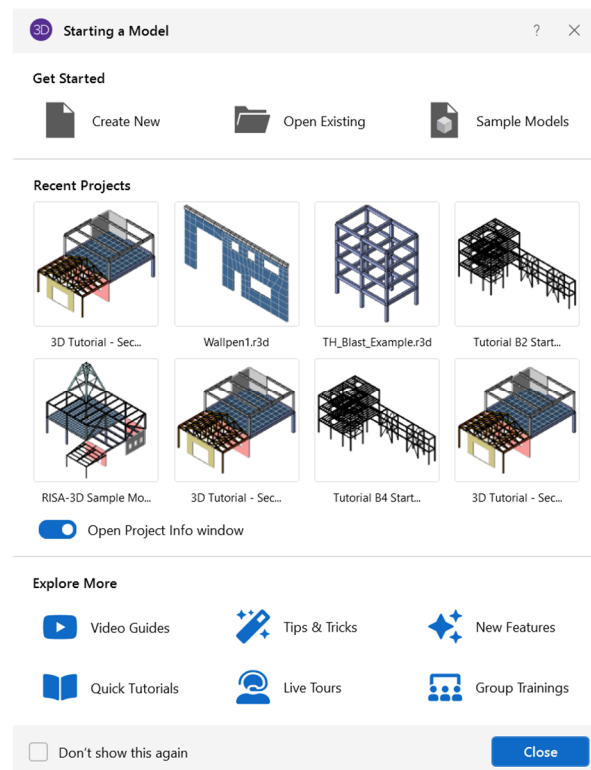 3D Starting a Model ?
Get Started
Create New Open Existing Sample Models
Recent Projects
3D Tutorial - Sec... Wallpen1.r3d TH_Blast_Example.r3d Tutorial B2 Start...
RISA-3D Sample Mo... 3D Tutorial - Sec... Tutorial B4 Start... 3D Tutorial - Sec...
Open Project Info window
Explore More
Video Guides Tips & Tricks New Features
Quick Tutorials Live Tours Group Trainings
Don’t show this again Close